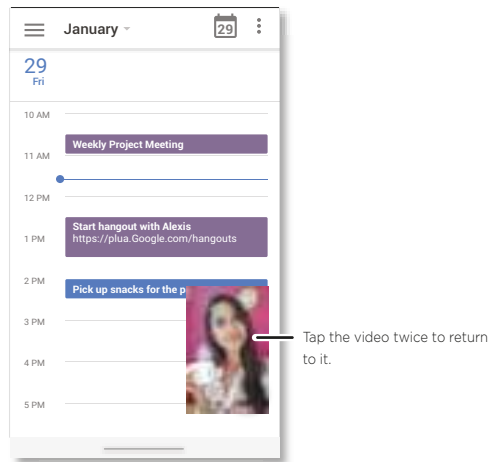 January
29
29
Fri
10 AM
Weekly Project Meeting
11 AM
12 PM
Start hangout with Alexis
https://plua.Google.com/hangouts
1 PM
2 PM
Pick up snacks for the p
3 PM
Tap the video twice to return
to it.
4 PM
5 PM